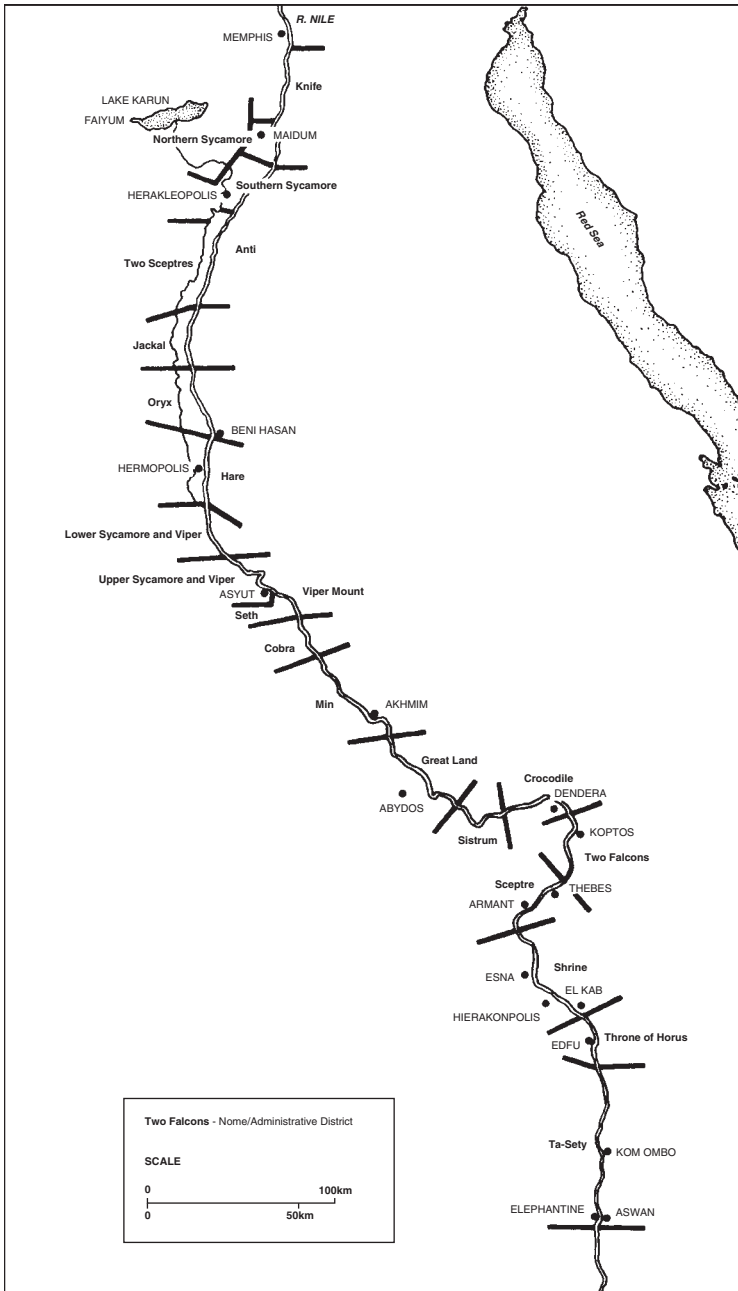 R. NILE
MEMPHIS
Knife
LAKE KARUN
FAIYUM
Northern Sycamore
MAIDUM
Southern Sycamore
HERAKLEOPOLIS
Anti
Two Sceptres
Red Sea
Jackal
Oryx
BENI HASAN
HERMOPOLIS
Hare
Lower Sycamore and Viper
Upper Sycamore and Viper
ASYUT
Viper Mount
Seth
Cobra
Min
AKHMIM
Great Land
Crocodile
DENDERA
ABYDOS
KOPTOS
Sistrum
Two Falcons
Sceptre
THEBES
ARMANT
Shrine
ESNA
EL KAB
HIERAKONPOLIS
Throne of Horus
EDFU
Two Falcons - Nome/Administrative District
Ta-Sety
KOM OMBO
SCALE
0 100km
0 50km
ELEPHANTINE
ASWAN